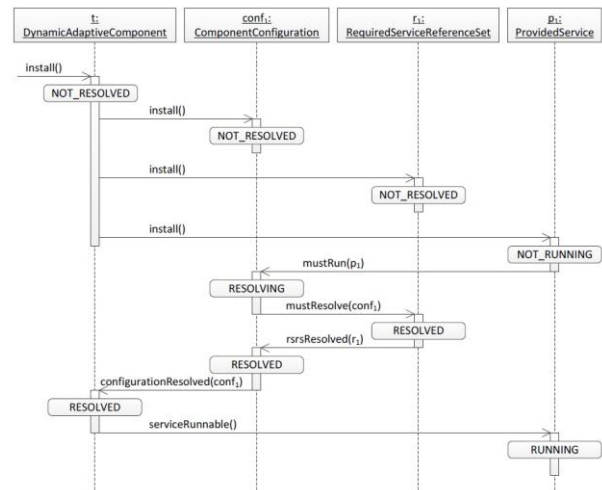 t:
DynamicAdaptiveComponent
conf₁:
ComponentConfiguration
r₁:
RequiredServiceReferenceSet
p₁:
ProvidedService
install()
NOT_RESOLVED
install()
NOT_RESOLVED
install()
NOT_RESOLVED
install()
NOT_RUNNING
mustRun(p₁)
RESOLVING
mustResolve(conf₁)
RESOLVED
rsrsResolved(r₁)
RESOLVED
configurationResolved(conf₁)
RESOLVED
serviceRunnable()
RUNNING